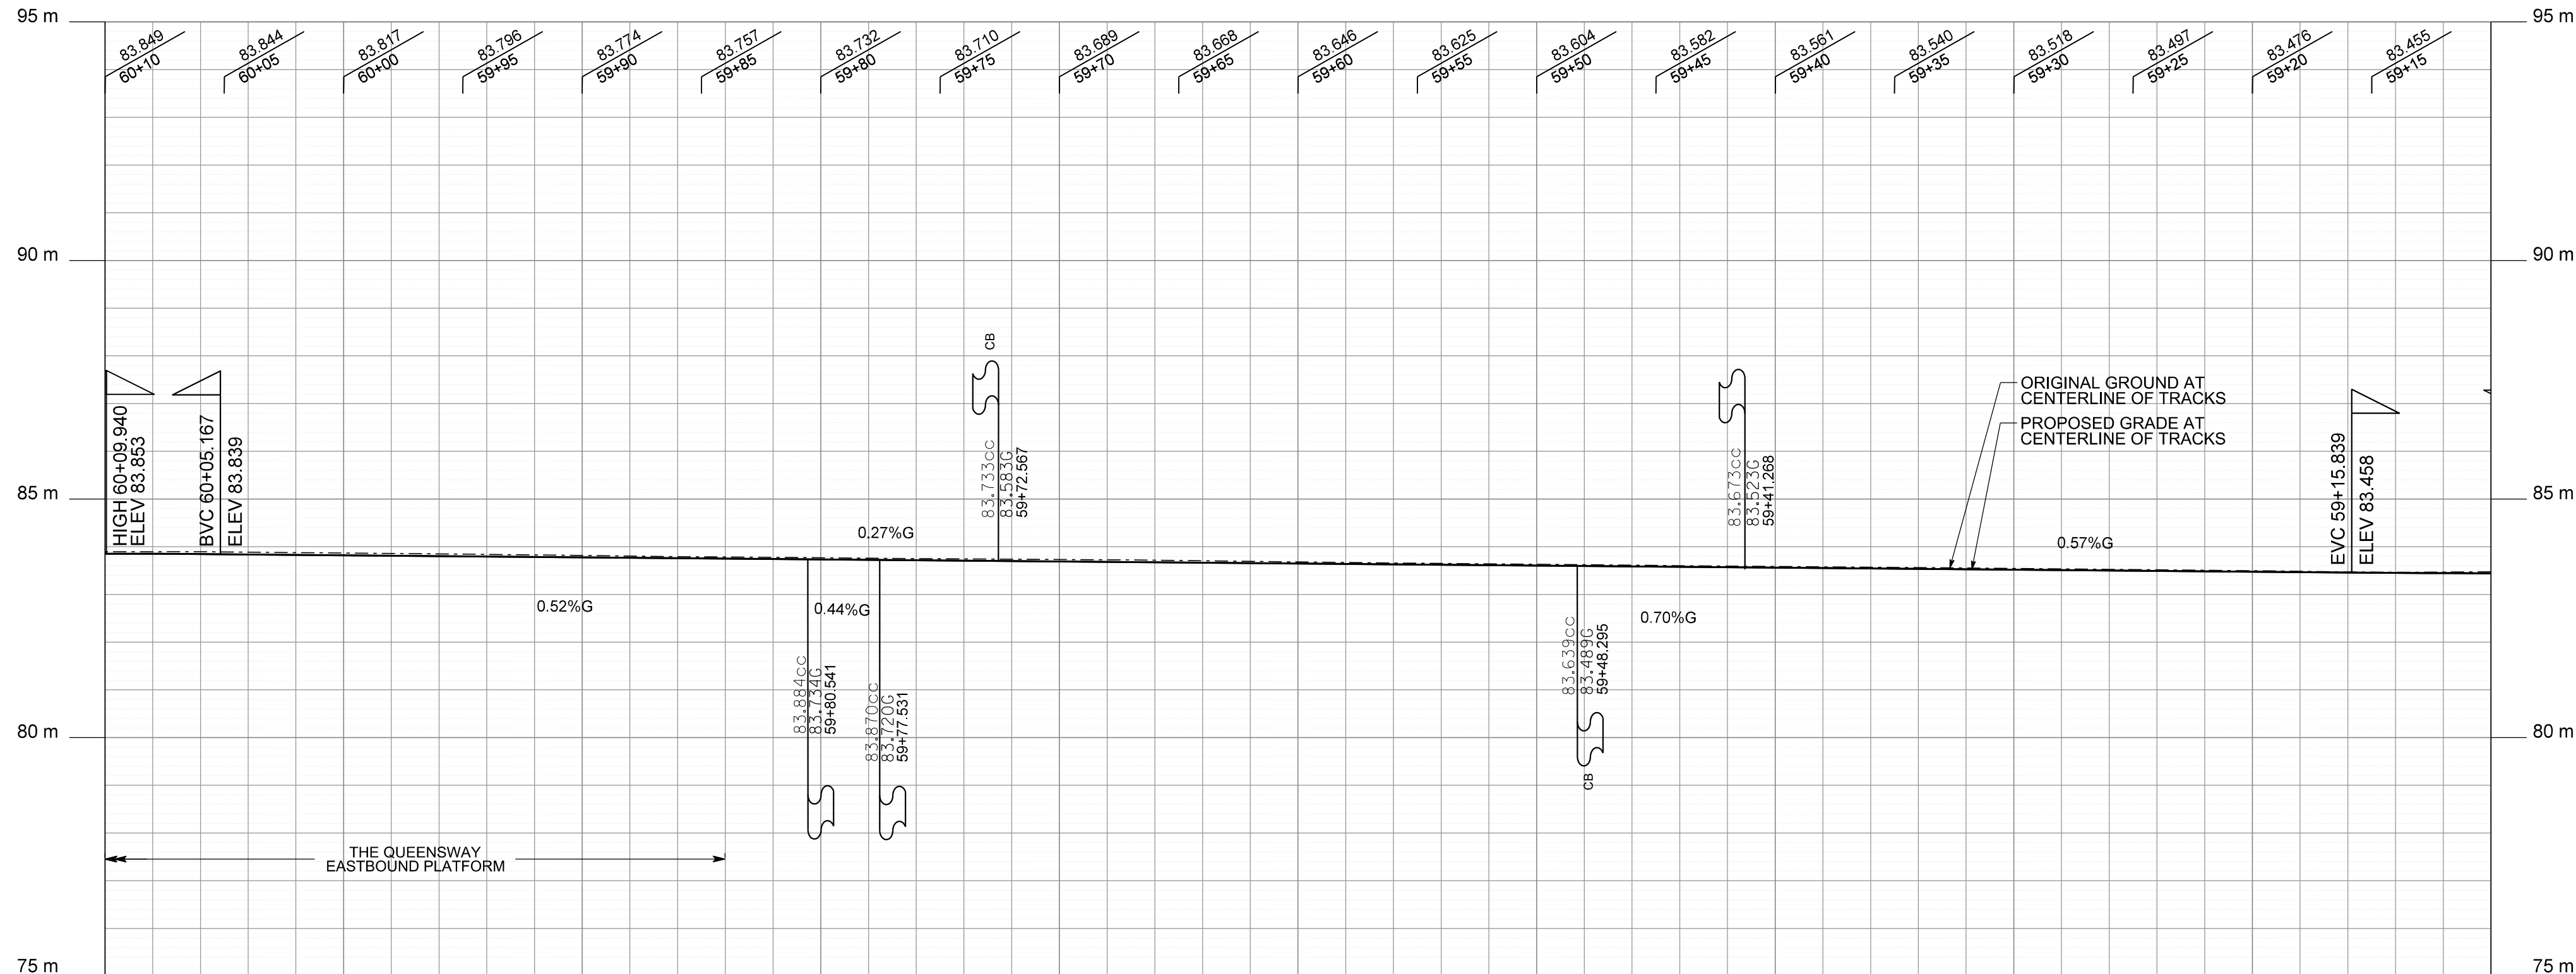 95 m
95 m
83.849
60+10
83.844
60+05
83.817
60+00
83.796
59+95
83.774
59+90
83.757
59+85
83.732
59+80
83.710
59+75
83.689
59+70
83.668
59+65
83.646
59+60
83.625
59+55
83.604
59+50
83.582
59+45
83.561
59+40
83.540
59+35
83.518
59+30
83.497
59+25
83.476
59+20
83.455
59+15
90 m
90 m
HIGH 60+09.940
ELEV 83.853
BVC 60+05.167
ELEV 83.839
CB
83.733cc
83.583G
59+72.567
83.673cc
83.523G
59+41.268
ORIGINAL GROUND AT
CENTERLINE OF TRACKS
PROPOSED GRADE AT
CENTERLINE OF TRACKS
EVC 59+15.839
ELEV 83.458
85 m
85 m
0.27%G
0.57%G
0.52%G
0.44%G
0.70%G
83.884cc
83.734G
59+80.541
83.870cc
83.720G
59+77.531
83.639cc
83.489G
59+48.295
CB
80 m
80 m
THE QUEENSWAY
EASTBOUND PLATFORM
75 m
75 m